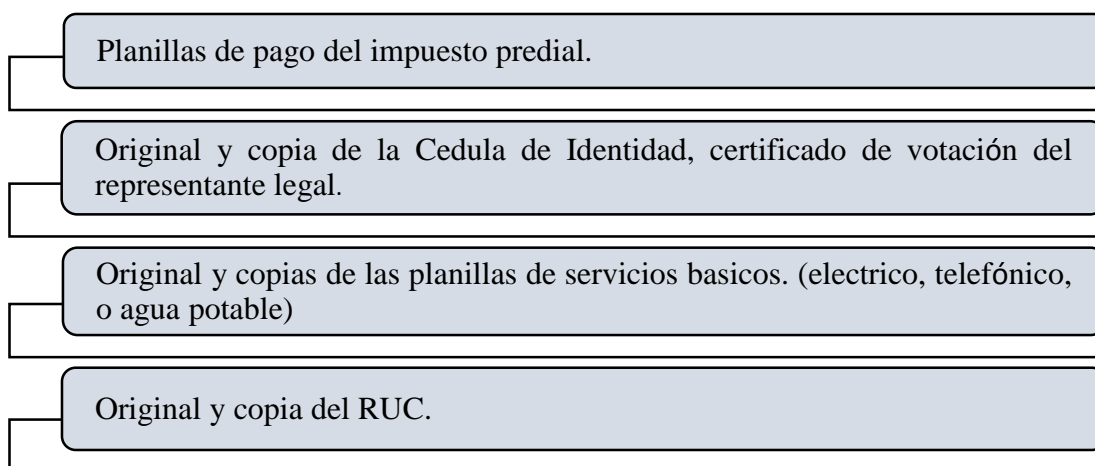 Planillas de pago del impuesto predial.
Original y copia de la Cedula de Identidad, certificado de votación del
representante legal.
Original y copias de las planillas de servicios basicos. (electrico, telefónico,
o agua potable)
Original y copia del RUC.